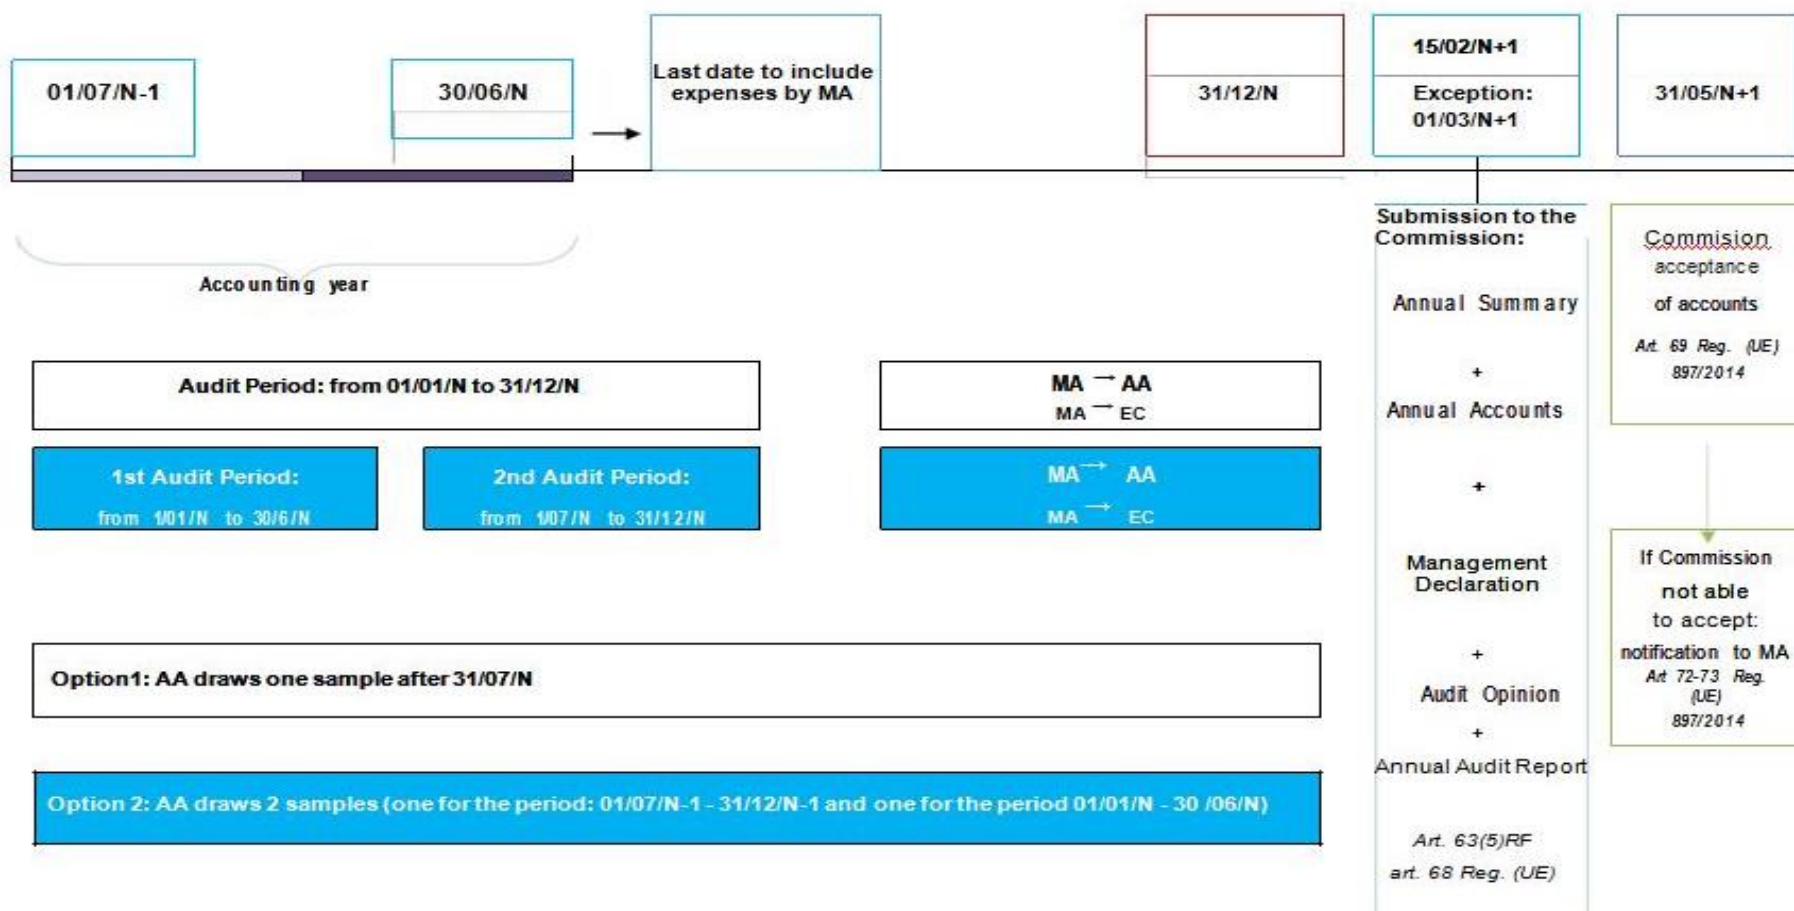 01/07/N-1
30/06/N
Last date to include
expenses by MA
31/12/N
15/02/N+1
Exception:
01/03/N+1
31/05/N+1
Accounting year
Audit Period: from 01/01/N to 31/12/N
MA → AA
MA → EC
1st Audit Period:
from 1/01/N to 30/6/N
2nd Audit Period:
from 1/07/N to 31/12/N
MA → AA
MA → EC
Option1: AA draws one sample after 31/07/N
Option 2: AA draws 2 samples (one for the period: 01/07/N-1 - 31/12/N-1 and one for the period 01/01/N - 30 /06/N)
Submission to the
Commission:
Annual Summary
+
Annual Accounts
+
Management
Declaration
+
Audit Opinion
+
Annual Audit Report
Art. 63(5)RF
art. 68 Reg. (UE)
Commision
acceptance
of accounts
Art. 69 Reg. (UE)
897/2014
If Commission
not able
to accept:
notification to MA
Art 72-73 Reg.
(UE)
897/2014